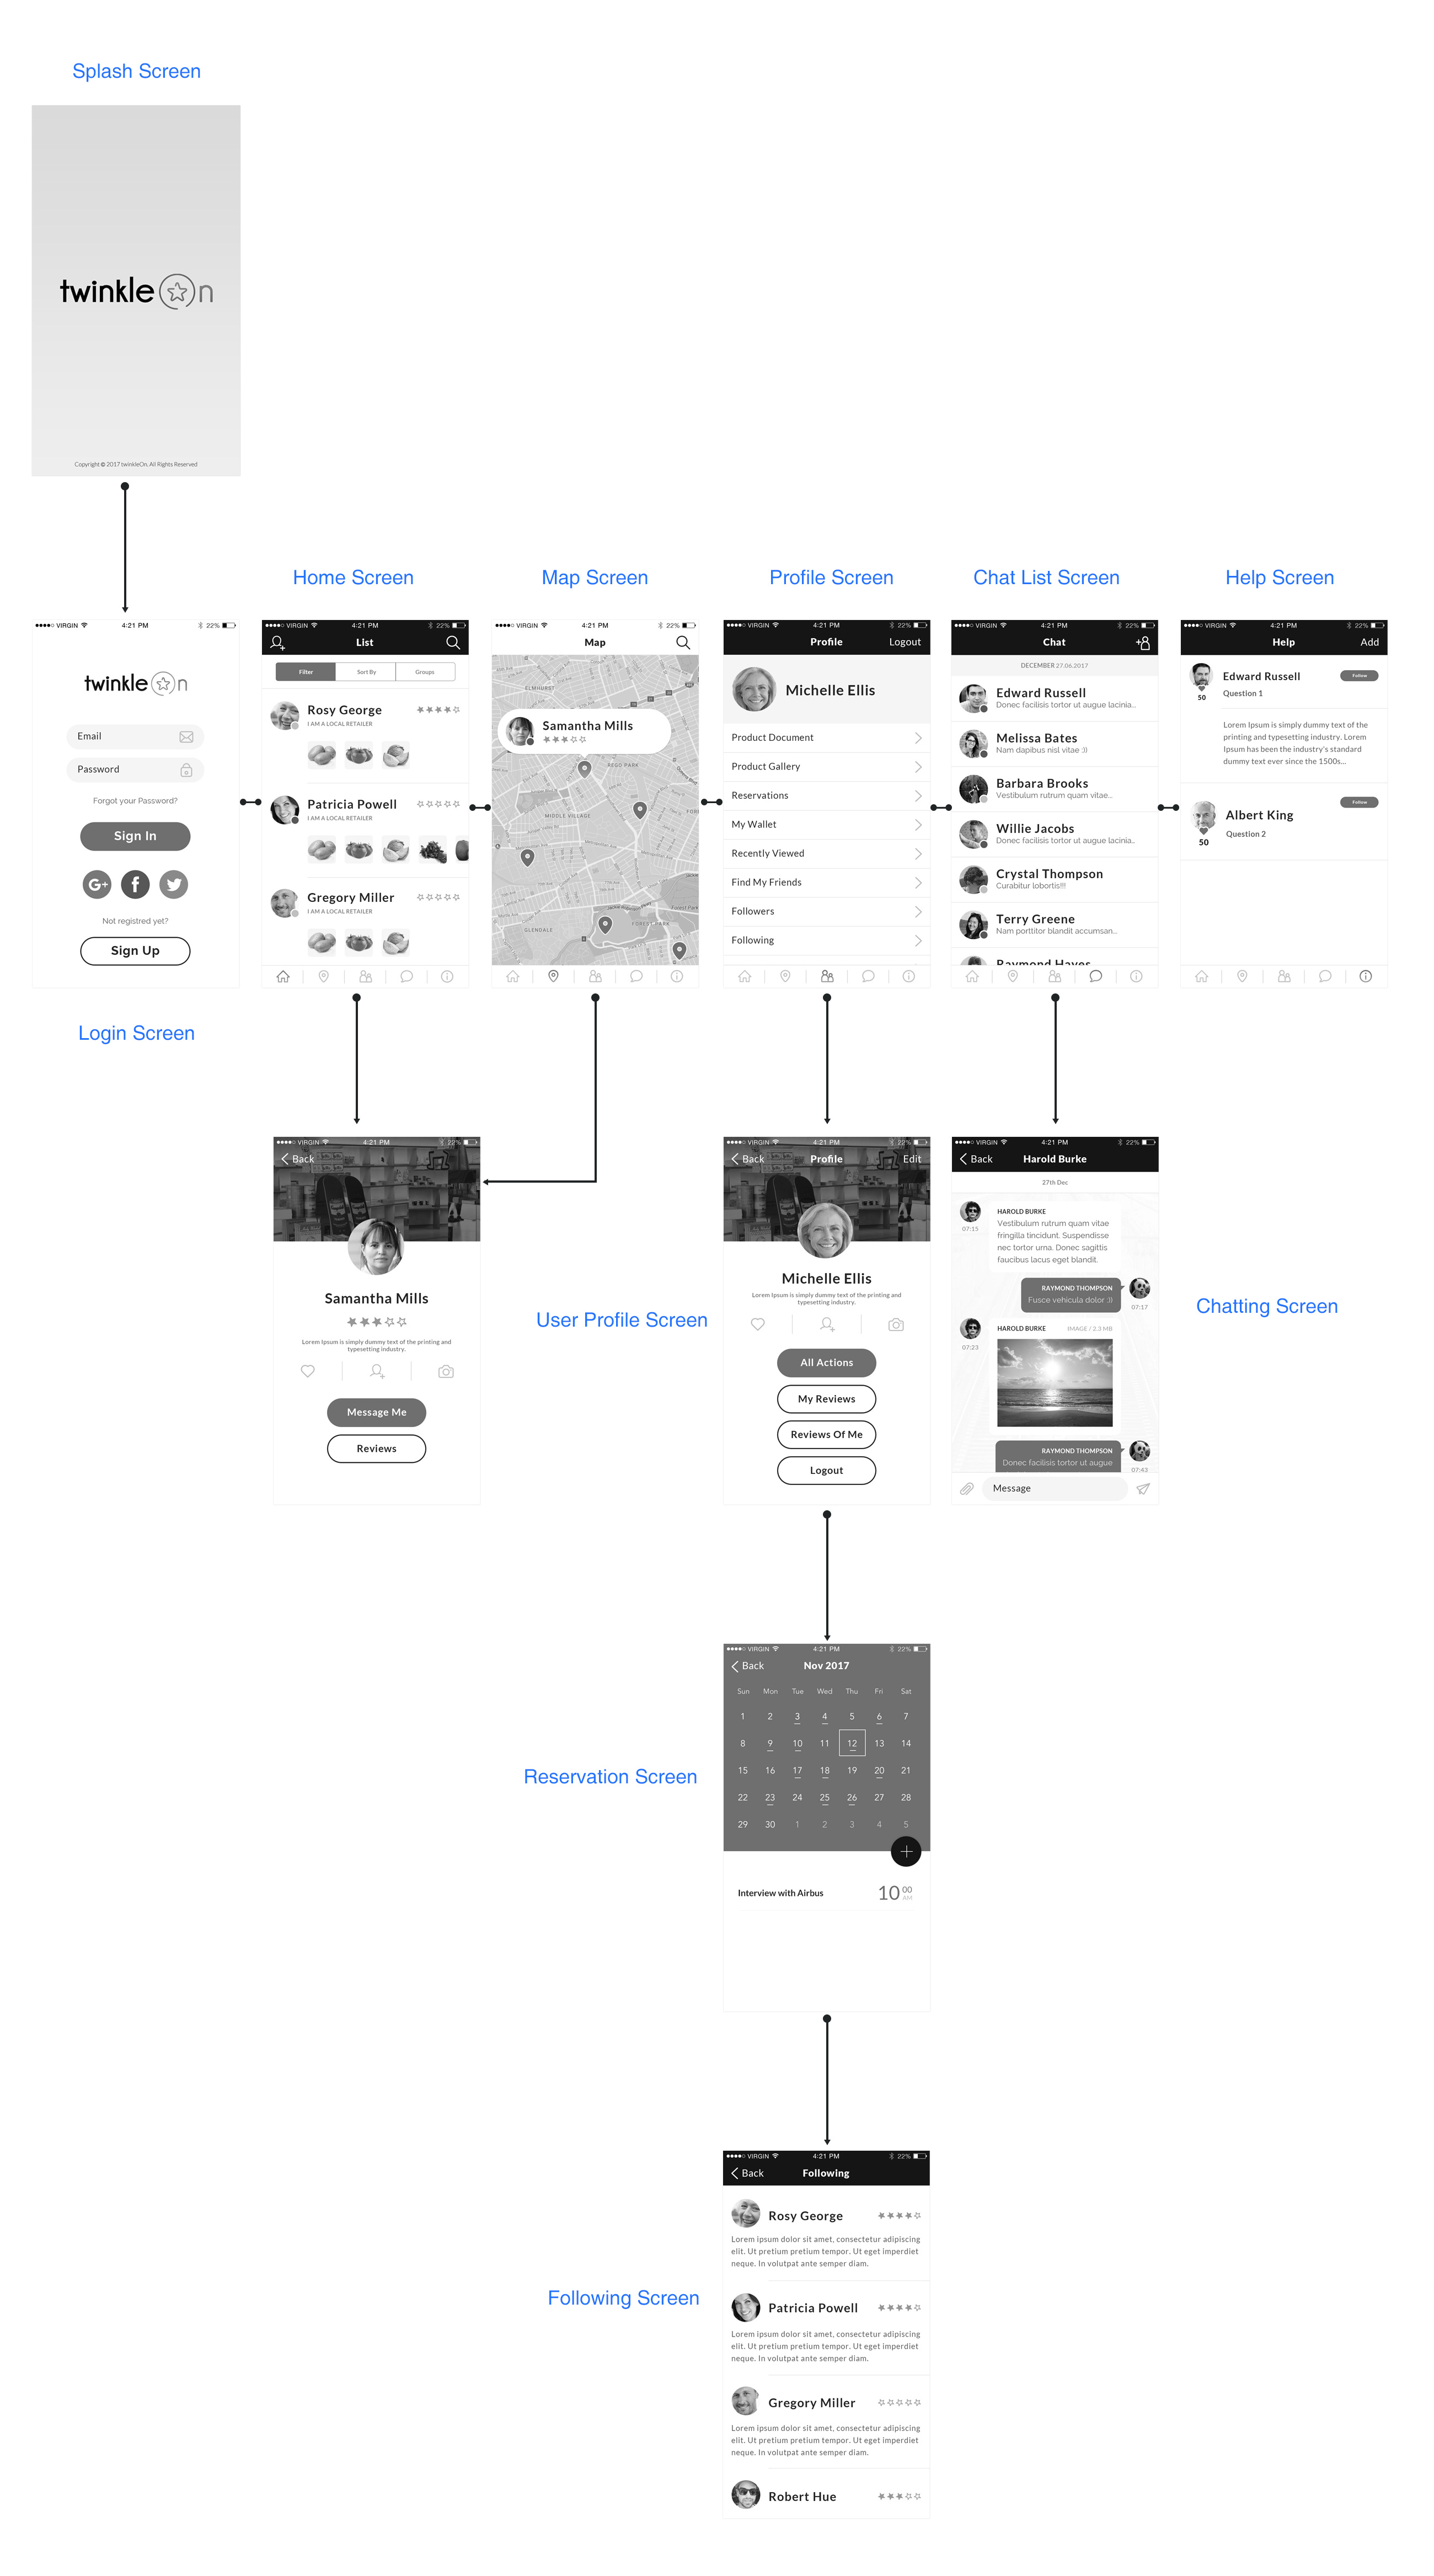 Splash Screen
twinkle n
Copyright © 2017 twinkleOn. All Rights Reserved
Home Screen
Map Screen
Profile Screen
Chat List Screen
Help Screen
VIRGIN 4:21 PM 22%
twinkle n
Email
Password
Forgot your Password?
Sign In
G+ f
Not registred yet?
Sign Up
Login Screen
VIRGIN 4:21 PM 22%
List
Filter Sort By Groups
Rosy George
I AM A LOCAL RETAILER
Patricia Powell
I AM A LOCAL RETAILER
Gregory Miller
I AM A LOCAL RETAILER
VIRGIN 4:21 PM 22%
Map
ELMHURST
Samantha Mills
REGO PARK
MIDDLE VILLAGE
FOREST PARK
GLENDALE
VIRGIN 4:21 PM 22%
Profile Logout
Michelle Ellis
Product Document
Product Gallery
Reservations
My Wallet
Recently Viewed
Find My Friends
Followers
Following
VIRGIN 4:21 PM 22%
Chat
DECEMBER 27.06.2017
Edward Russell
Donec facilisis tortor ut augue lacinia...
Melissa Bates
Nam dapibus nisl vitae :))
Barbara Brooks
Vestibulum rutrum quam vitae...
Willie Jacobs
Donec facilisis tortor ut augue lacinia..
Crystal Thompson
Curabitur lobortis!!!
Terry Greene
Nam porttitor blandit accumsan...
Raymond Hayes
VIRGIN 4:21 PM 22%
Help Add
Edward Russell Follow
Question 1
50
Lorem Ipsum is simply dummy text of the
printing and typesetting industry. Lorem
Ipsum has been the industry's standard
dummy text ever since the 1500s...
Follow
Albert King
Question 2
50
VIRGIN 4:21 PM 22%
Back
Samantha Mills
Lorem Ipsum is simply dummy text of the printing and
typesetting industry.
Message Me
Reviews
User Profile Screen
VIRGIN 4:21 PM 22%
Back Profile Edit
Michelle Ellis
Lorem Ipsum is simply dummy text of the printing and
typesetting industry.
All Actions
My Reviews
Reviews Of Me
Logout
VIRGIN 4:21 PM 22%
Back Harold Burke
27th Dec
HAROLD BURKE
07:15
Vestibulum rutrum quam vitae
fringilla tincidunt. Suspendisse
nec tortor urna. Donec sagittis
faucibus lacus eget blandit.
RAYMOND THOMPSON
Fusce vehicula dolor :))
07:17
HAROLD BURKE IMAGE / 2.3 MB
07:23
RAYMOND THOMPSON
Donec facilisis tortor ut augue
07:43
Message
Chatting Screen
Reservation Screen
VIRGIN 4:21 PM 22%
Back Nov 2017
Sun Mon Tue Wed Thu Fri Sat
1 2 3 4 5 6 7
8 9 10 11 12 13 14
15 16 17 18 19 20 21
22 23 24 25 26 27 28
29 30 1 2 3 4 5
+
Interview with Airbus 10 00 AM
Following Screen
VIRGIN 4:21 PM 22%
Back Following
Rosy George
Lorem ipsum dolor sit amet, consectetur adipiscing
elit. Ut pretium pretium tempor. Ut eget imperdiet
neque. In volutpat ante semper diam.
Patricia Powell
Lorem ipsum dolor sit amet, consectetur adipiscing
elit. Ut pretium pretium tempor. Ut eget imperdiet
neque. In volutpat ante semper diam.
Gregory Miller
Lorem ipsum dolor sit amet, consectetur adipiscing
elit. Ut pretium pretium tempor. Ut eget imperdiet
neque. In volutpat ante semper diam.
Robert Hue